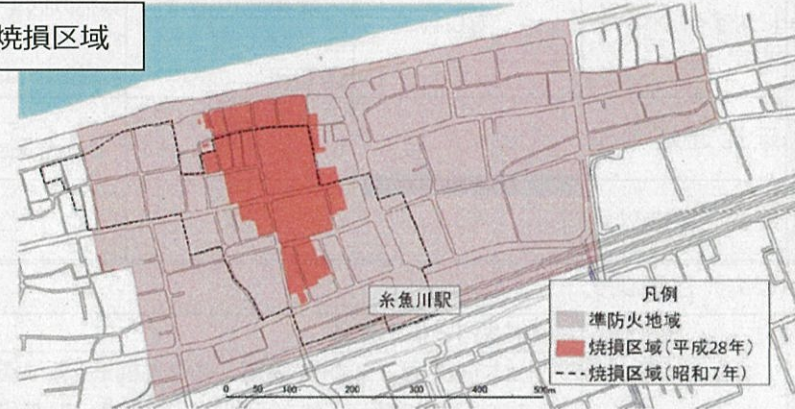 焼損区域
糸魚川駅
凡例
準防火地域
焼損区域(平成28年)
焼損区域(昭和7年)
0 50 100 200 300 400 500m